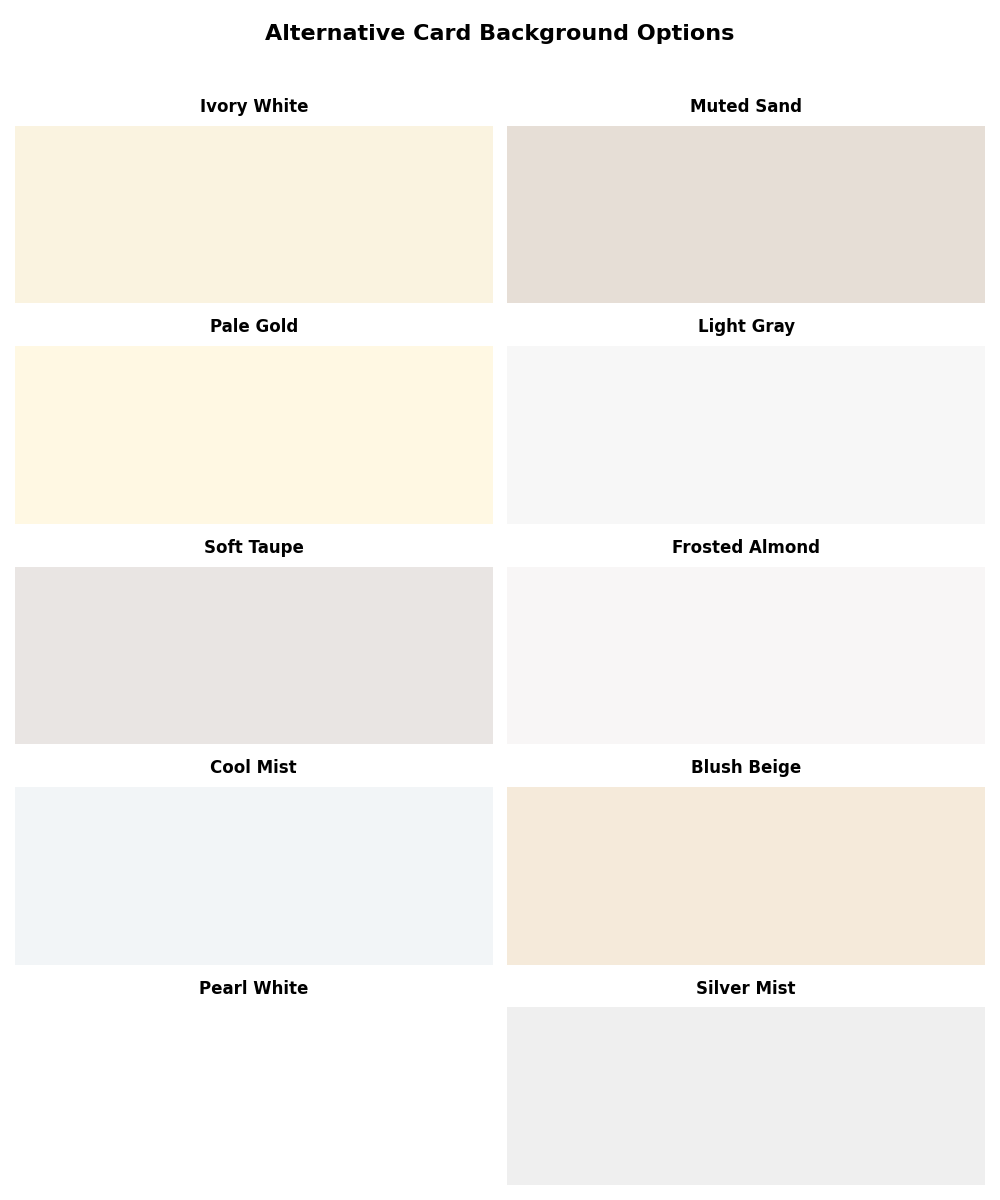 Alternative Card Background Options
Ivory White
Muted Sand
Pale Gold
Light Gray
Soft Taupe
Frosted Almond
Cool Mist
Blush Beige
Pearl White
Silver Mist